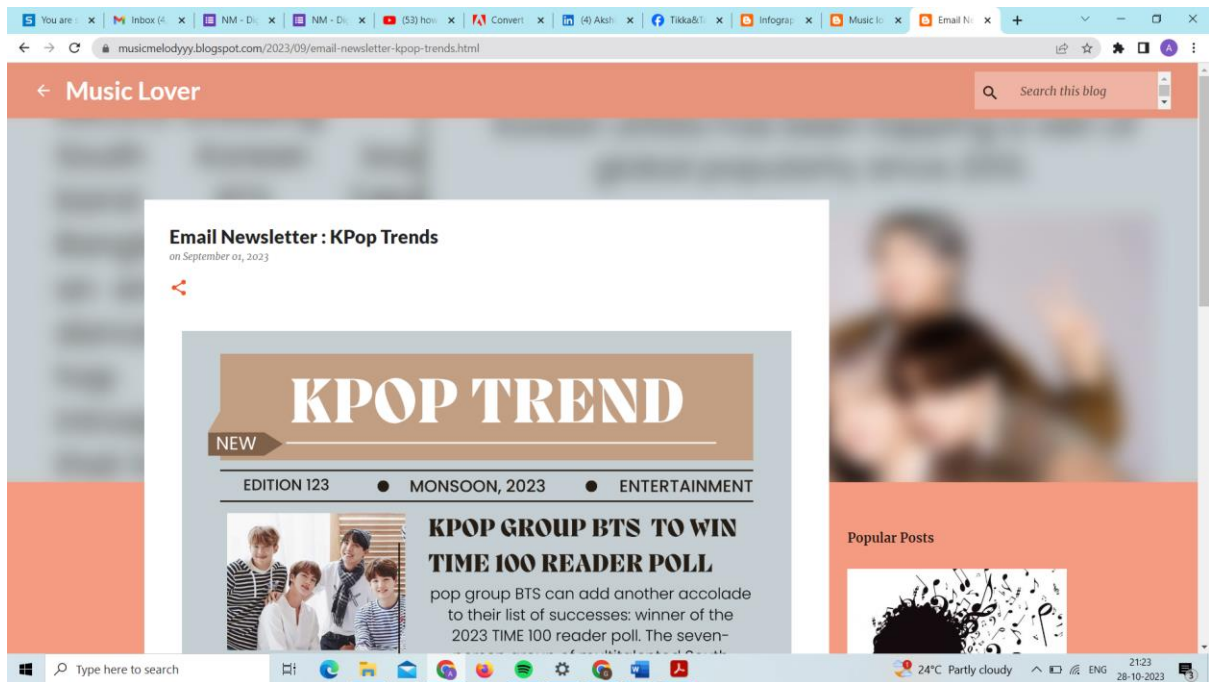 You are s
Inbox (4
NM - Dig
NM - Dig
(53) how
Convert
(4) Aksh
Tikka&T
Infograp
Music lo
Email Ne
musicmelodyyy.blogspot.com/2023/09/email-newsletter-kpop-trends.html
A
Music Lover
Search this blog
Email Newsletter : KPop Trends
on September 01, 2023
KPOP TREND
NEW
EDITION 123 ● MONSOON, 2023 ● ENTERTAINMENT
KPOP GROUP BTS TO WIN
TIME 100 READER POLL
pop group BTS can add another accolade
to their list of successes: winner of the
2023 TIME 100 reader poll. The seven-
Popular Posts
Type here to search
24°C Partly cloudy
ENG
21:23
28-10-2023
3